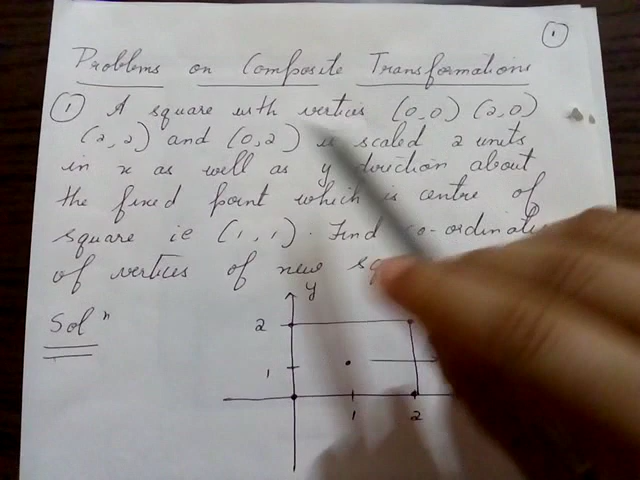 1
Problems on Composite Transformations
1 A square with vertices (0,0) (2,0)
(2,2) and (0,2) is scaled 2 units
in x as well as y direction about
the fixed point which is centre of
square ie (1,1). Find co-ordinate
of vertices of new
Solⁿ
y
2
1
1 2